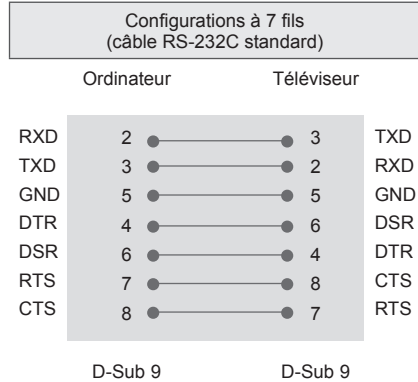 Configurations à 7 fils
(câble RS-232C standard)
Ordinateur Téléviseur
RXD 2 3 TXD
TXD 3 2 RXD
GND 5 5 GND
DTR 4 6 DSR
DSR 6 4 DTR
RTS 7 8 CTS
CTS 8 7 RTS
D-Sub 9 D-Sub 9